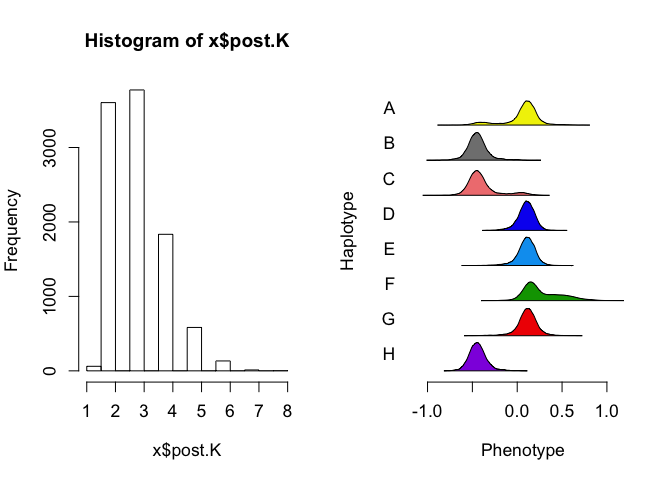 Histogram of x$post.K
Frequency
0
1000
2000
3000
1 2 3 4 5 6 7 8
x$post.K
Haplotype
A
B
C
D
E
F
G
H
-1.0 0.0 0.5 1.0
Phenotype